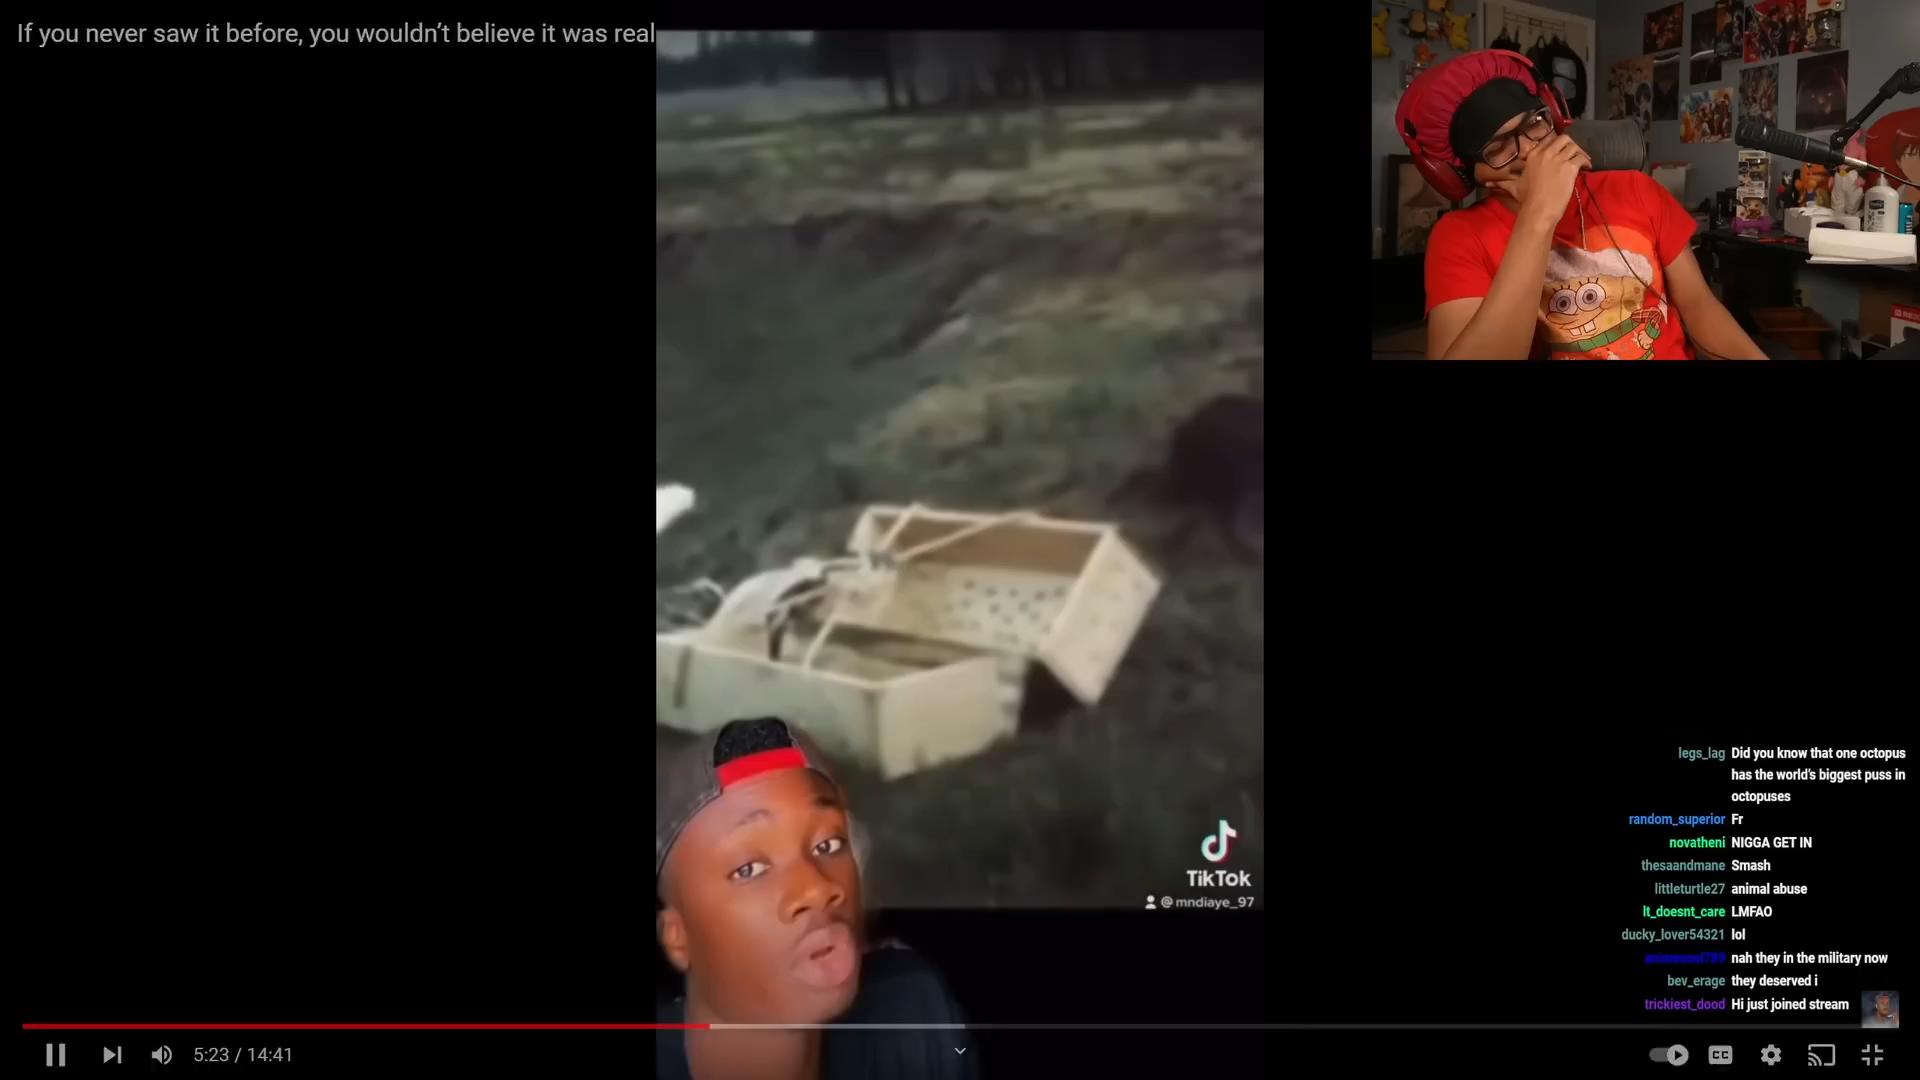 If you never saw it before, you wouldn’t believe it was real
TikTok
@mndiaye_97
legs_lag Did you know that one octopus
has the world's biggest puss in
octopuses
random_superior Fr
novatheni NIGGA GET IN
thesaandmane Smash
littleturtle27 animal abuse
lt_doesnt_care LMFAO
ducky_lover54321 lol
nah they in the military now
bev_erage they deserved i
trickiest_dood Hi just joined stream
5:23 / 14:41
CC